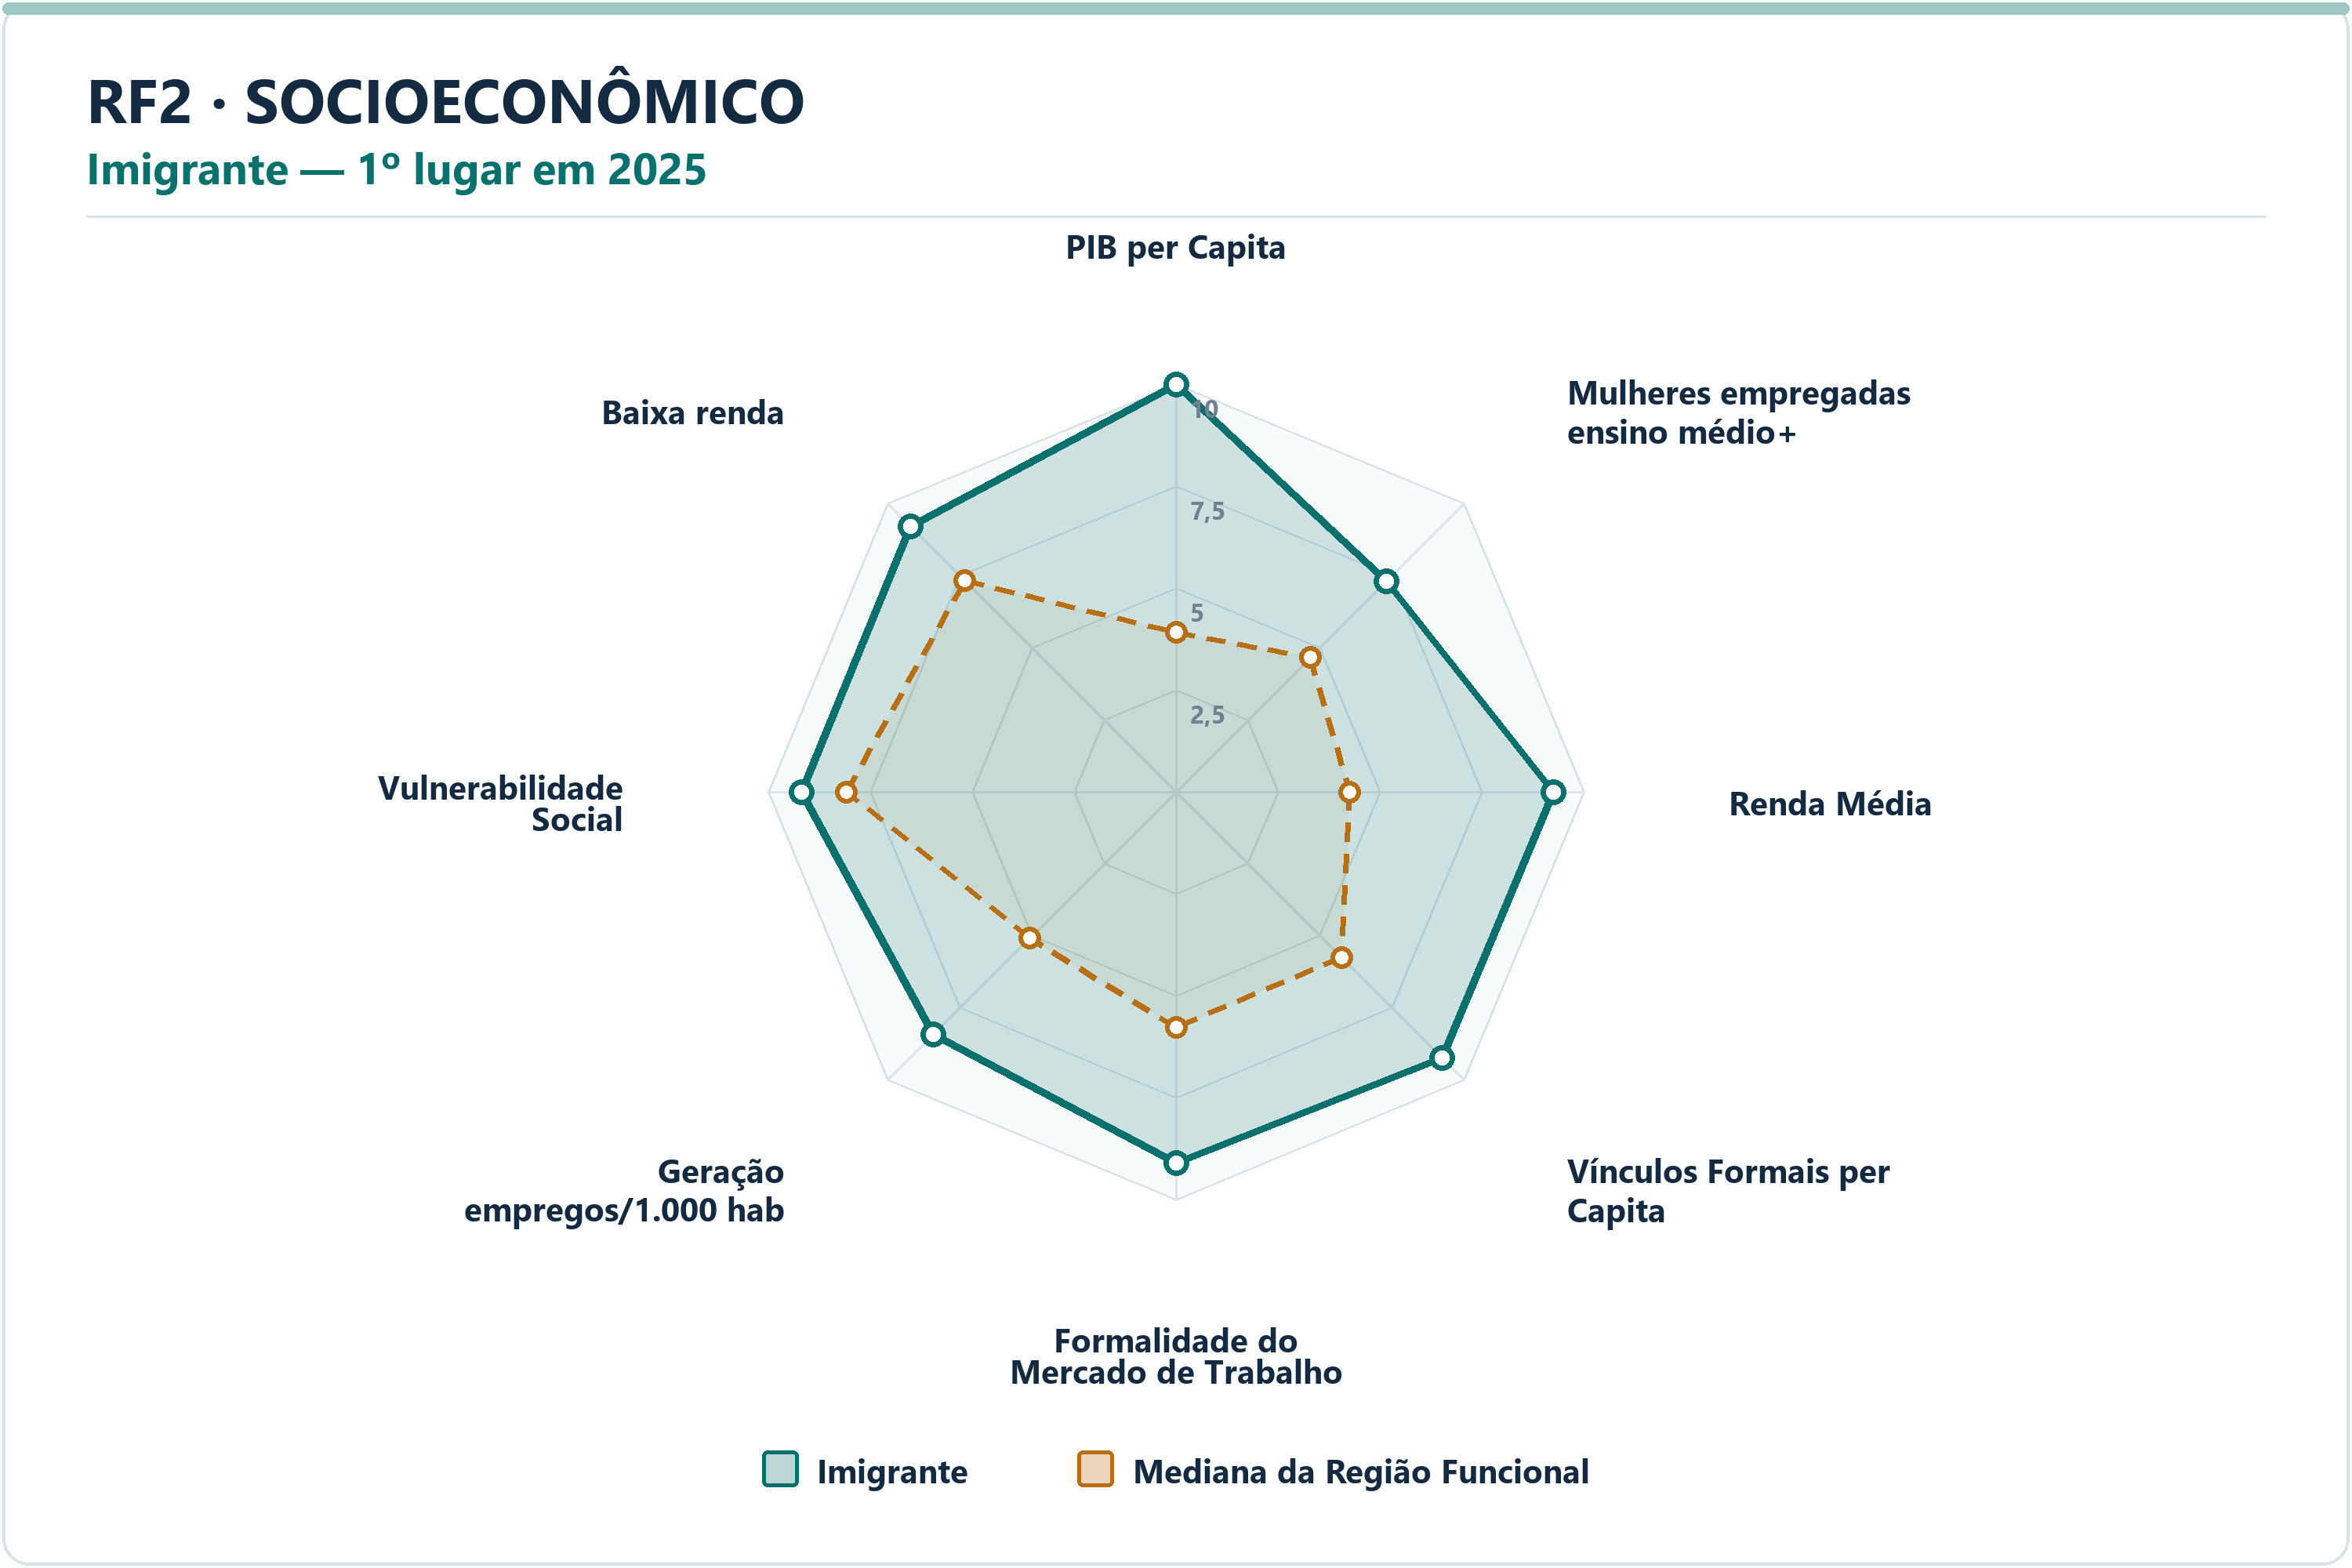 RF2 · SOCIOECONÔMICO
Imigrante — 1º lugar em 2025
PIB per Capita
Mulheres empregadas
ensino médio+
Baixa renda
10
7,5
5
2,5
Vulnerabilidade
Social
Renda Média
Geração
empregos/1.000 hab
Vínculos Formais per
Capita
Formalidade do
Mercado de Trabalho
Imigrante
Mediana da Região Funcional